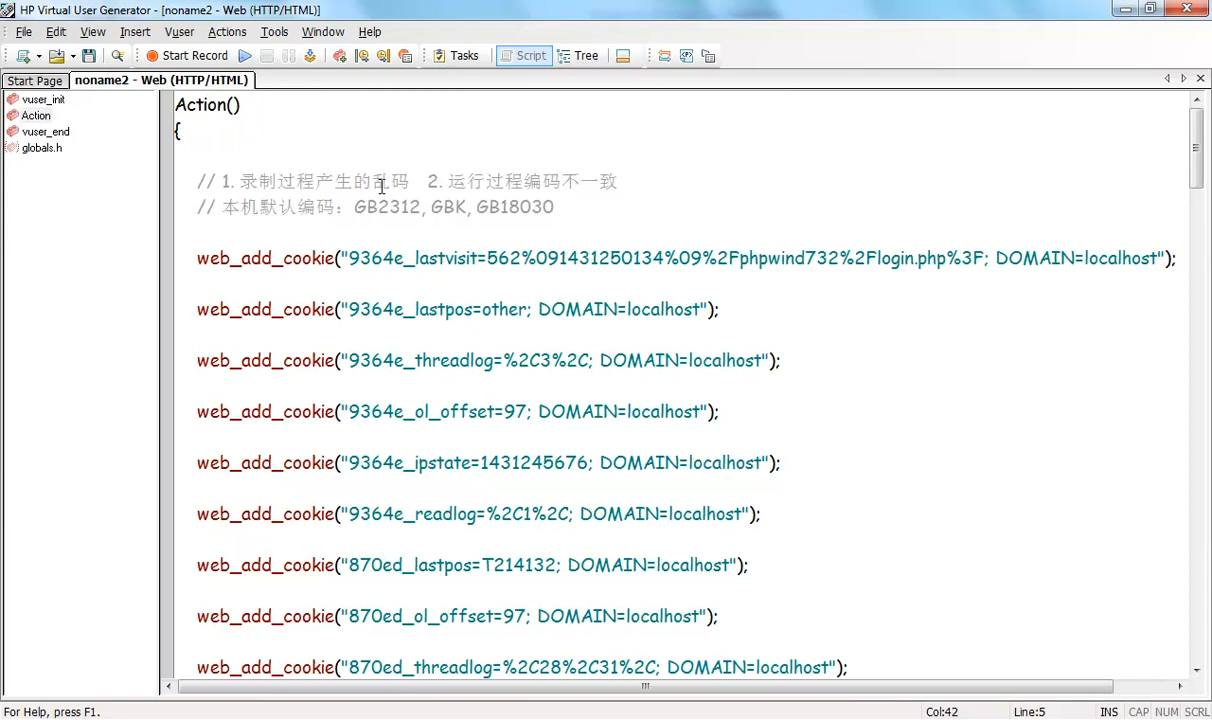 HP Virtual User Generator - [noname2 - Web (HTTP/HTML)]
File Edit View Insert Vuser Actions Tools Window Help
Start Record Tasks Script Tree
Start Page noname2 - Web (HTTP/HTML)
vuser_init
Action
vuser_end
globals.h
Action()
{
// 1. 录制过程产生的乱码 2. 运行过程编码不一致
// 本机默认编码：GB2312, GBK, GB18030
web_add_cookie("9364e_lastvisit=562%091431250134%09%2Fphpwind732%2Flogin.php%3F; DOMAIN=localhost");
web_add_cookie("9364e_lastpos=other; DOMAIN=localhost");
web_add_cookie("9364e_threadlog=%2C3%2C; DOMAIN=localhost");
web_add_cookie("9364e_ol_offset=97; DOMAIN=localhost");
web_add_cookie("9364e_ipstate=1431245676; DOMAIN=localhost");
web_add_cookie("9364e_readlog=%2C1%2C; DOMAIN=localhost");
web_add_cookie("870ed_lastpos=T214132; DOMAIN=localhost");
web_add_cookie("870ed_ol_offset=97; DOMAIN=localhost");
web_add_cookie("870ed_threadlog=%2C28%2C31%2C; DOMAIN=localhost");
For Help, press F1. Col:42 Line:5 INS CAP NUM SCRL